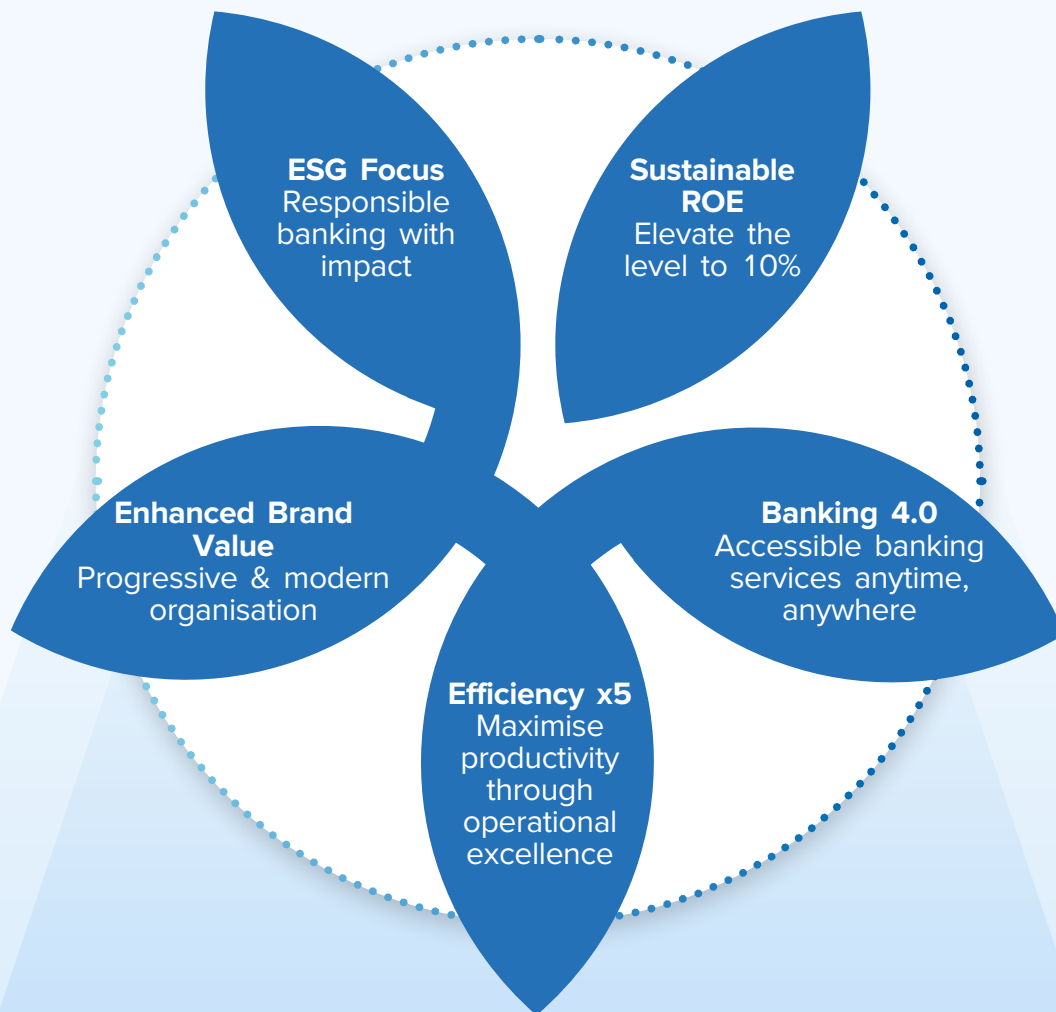 ESG Focus
Responsible
banking with
impact
Sustainable
ROE
Elevate the
level to 10%
Enhanced Brand
Value
Progressive & modern
organisation
Banking 4.0
Accessible banking
services anytime,
anywhere
Efficiency x5
Maximise
productivity
through
operational
excellence